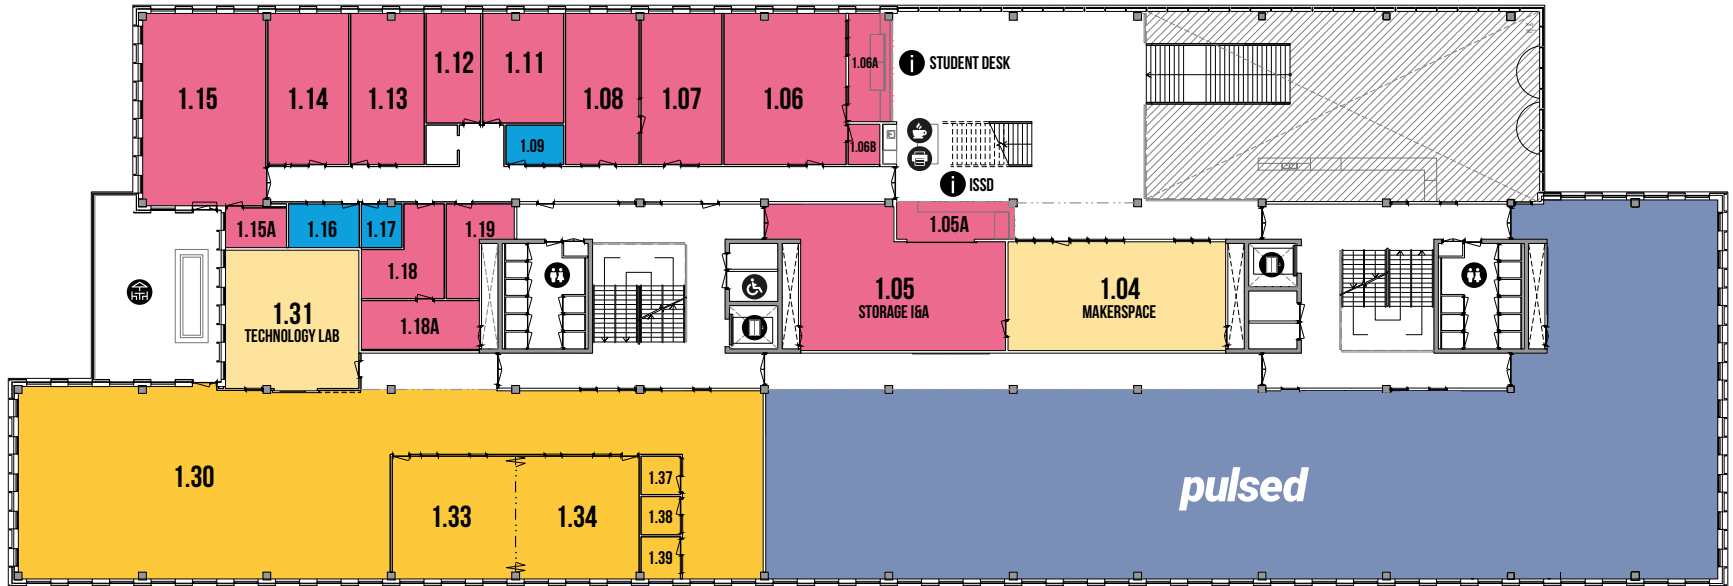 1.15
1.14
1.13
1.12
1.11
1.09
1.08
1.07
1.06
1.06A
1.06B
i STUDENT DESK
i ISSD
1.15A
1.16
1.17
1.18
1.19
1.18A
1.31
TECHNOLOGY LAB
1.05A
1.05
STORAGE I&A
1.04
MAKERSPACE
1.30
1.33
1.34
1.37
1.38
1.39
pulsed